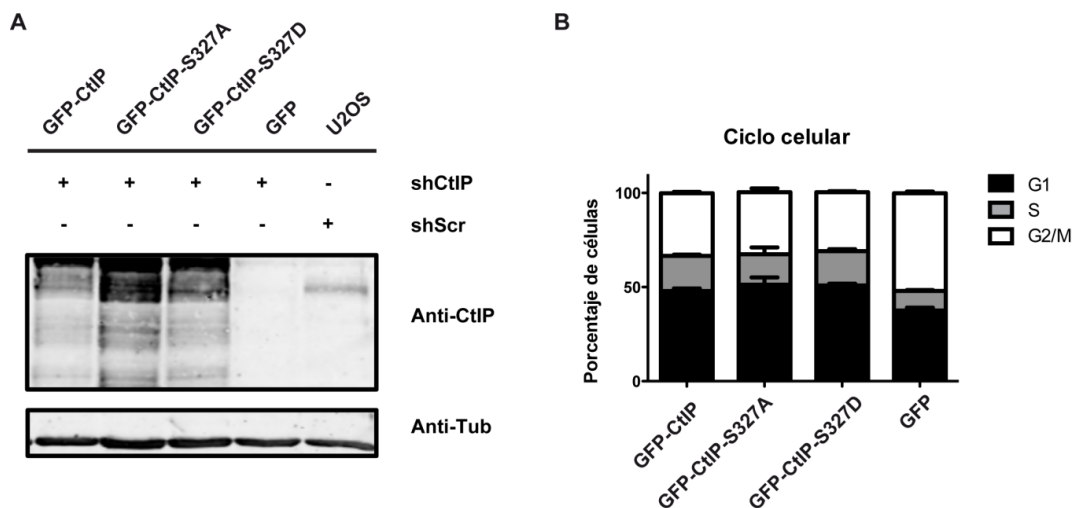 A
GFP-CtIP
GFP-CtIP-S327A
GFP-CtIP-S327D
GFP
U2OS
+ + + + - shCtIP
- - - - + shScr
Anti-CtIP
Anti-Tub
B
Ciclo celular
Porcentaje de células
100
50
0
GFP-CtIP
GFP-CtIP-S327A
GFP-CtIP-S327D
GFP
G1
S
G2/M